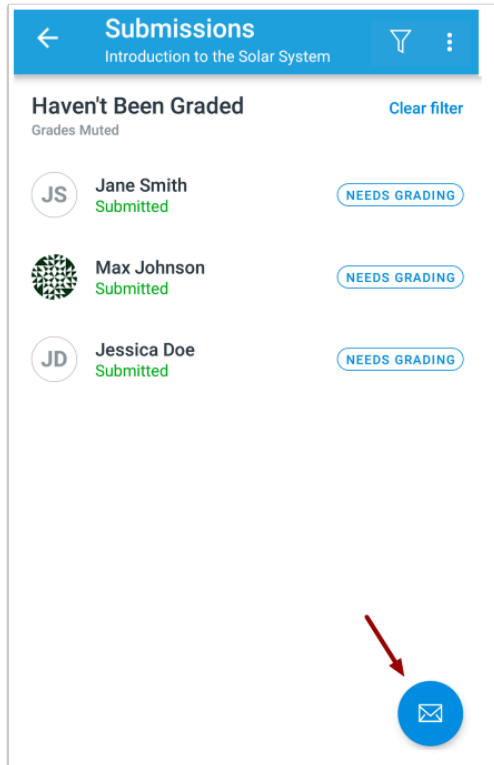 Submissions
Introduction to the Solar System
Haven't Been Graded
Clear filter
Grades Muted
JS
Jane Smith
Submitted
NEEDS GRADING
Max Johnson
Submitted
NEEDS GRADING
JD
Jessica Doe
Submitted
NEEDS GRADING